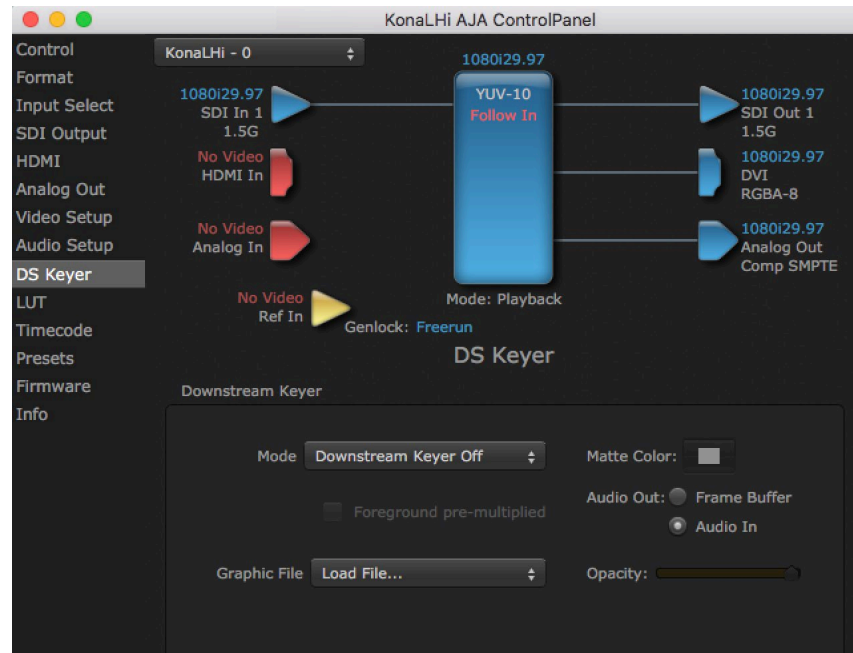 KonaLHi AJA ControlPanel
Control
Format
Input Select
SDI Output
HDMI
Analog Out
Video Setup
Audio Setup
DS Keyer
LUT
Timecode
Presets
Firmware
Info
KonaLHi - 0
1080i29.97
YUV-10
Follow In
1080i29.97
SDI In 1
1.5G
No Video
HDMI In
No Video
Analog In
No Video
Ref In
Genlock: Freerun
Mode: Playback
1080i29.97
SDI Out 1
1.5G
1080i29.97
DVI
RGBA-8
1080i29.97
Analog Out
Comp SMPTE
DS Keyer
Downstream Keyer
Mode Downstream Keyer Off
Matte Color:
Foreground pre-multiplied
Audio Out: Frame Buffer
Audio In
Graphic File Load File...
Opacity: